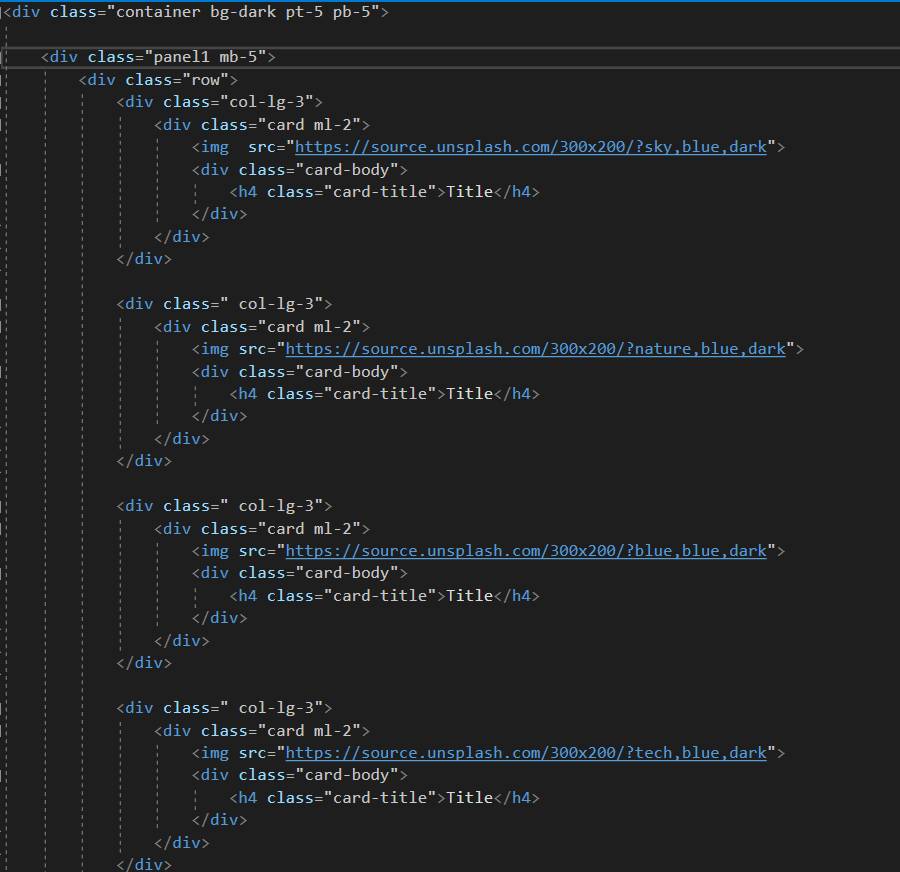 <div class="container bg-dark pt-5 pb-5">
<div class="panel1 mb-5">
<div class="row">
<div class="col-lg-3">
<div class="card ml-2">
<img  src="https://source.unsplash.com/300x200/?sky,blue,dark">
<div class="card-body">
<h4 class="card-title">Title</h4>
</div>
</div>
</div>
<div class=" col-lg-3">
<div class="card ml-2">
<img src="https://source.unsplash.com/300x200/?nature,blue,dark">
<div class="card-body">
<h4 class="card-title">Title</h4>
</div>
</div>
</div>
<div class=" col-lg-3">
<div class="card ml-2">
<img src="https://source.unsplash.com/300x200/?blue,blue,dark">
<div class="card-body">
<h4 class="card-title">Title</h4>
</div>
</div>
</div>
<div class=" col-lg-3">
<div class="card ml-2">
<img src="https://source.unsplash.com/300x200/?tech,blue,dark">
<div class="card-body">
<h4 class="card-title">Title</h4>
</div>
</div>
</div>